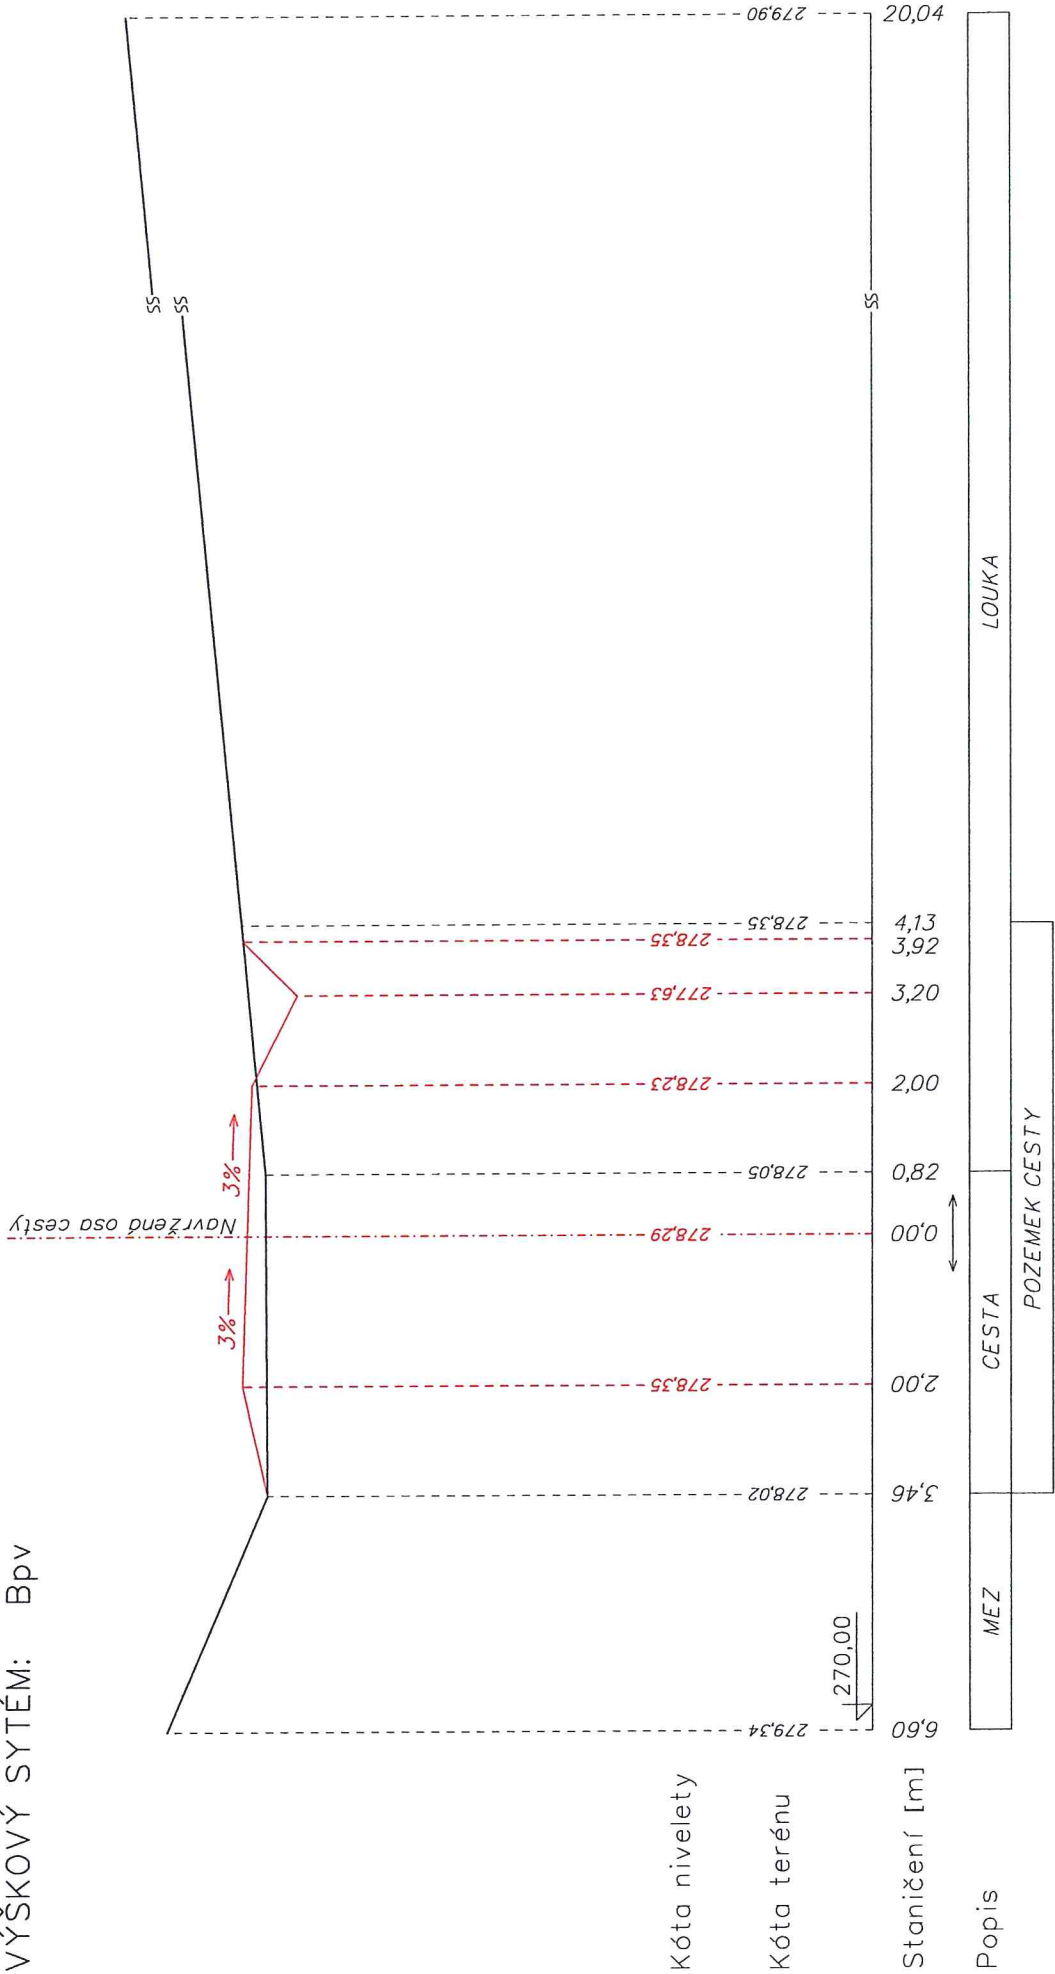 VÝŠKOVÝ SYTÉM: Bpv
Navržená osa cesty
3%
3%
270,00
Kóta nivelety
278,35
278,29
278,23
277,63
278,35
Kóta terénu
279,34
278,02
278,05
278,35
279,90
Staničení [m]
6,60
3,46
2,00
0,00
0,82
2,00
3,20
3,92
4,13
20,04
Popis
MEZ
CESTA
LOUKA
POZEMEK CESTY